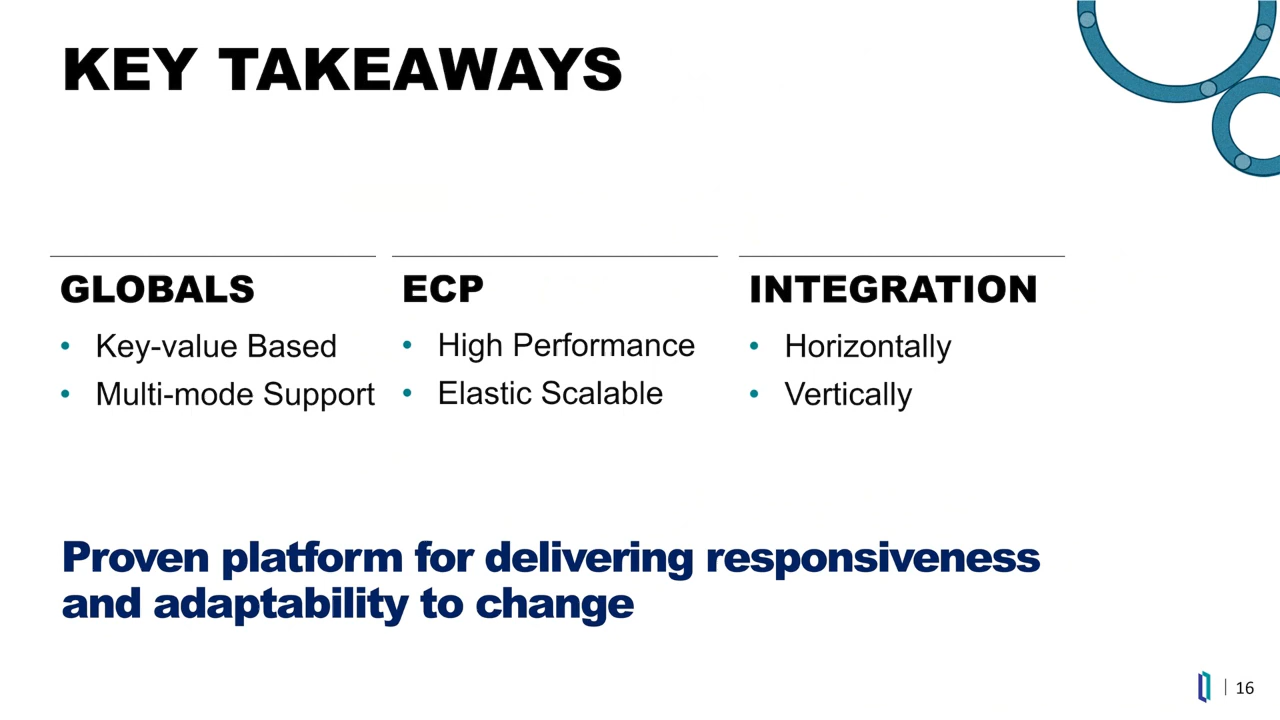 KEY TAKEAWAYS
GLOBALS
• Key-value Based
• Multi-mode Support
ECP
• High Performance
• Elastic Scalable
INTEGRATION
• Horizontally
• Vertically
Proven platform for delivering responsiveness
and adaptability to change
16